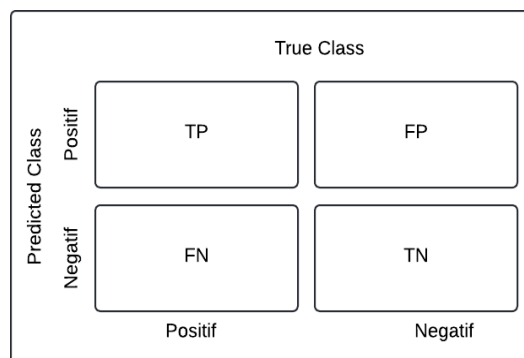 True Class
Predicted Class
Positif
TP
FP
Negatif
FN
TN
Positif
Negatif